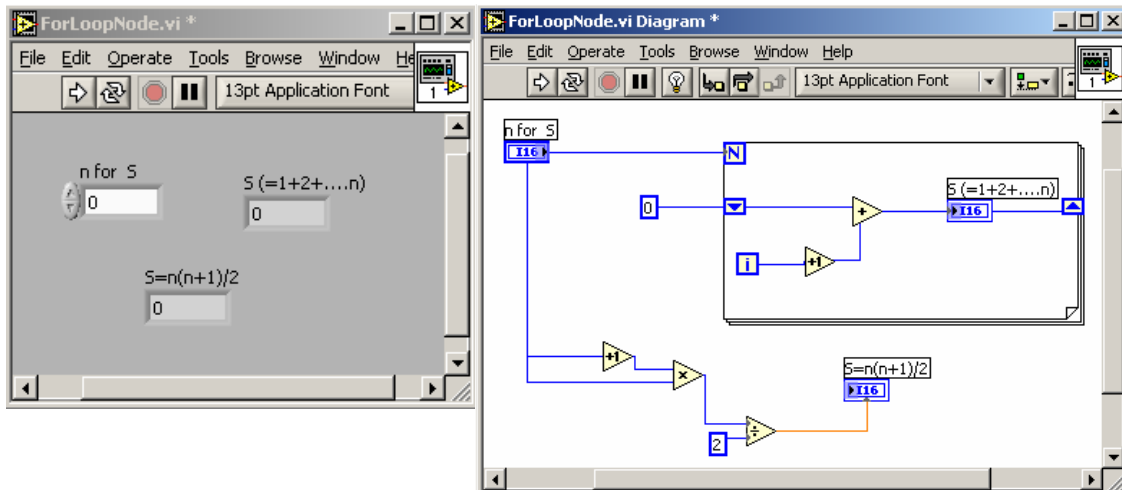 ForLoopNode.vi *
File Edit Operate Tools Browse Window He
13pt Application Font
1
n for S
0
S (=1+2+....n)
0
S=n(n+1)/2
0
ForLoopNode.vi Diagram *
File Edit Operate Tools Browse Window Help
13pt Application Font
1
n for S
I16
N
0
S (=1+2+....n)
I16
+
i
+1
+1
×
S=n(n+1)/2
I16
2
÷